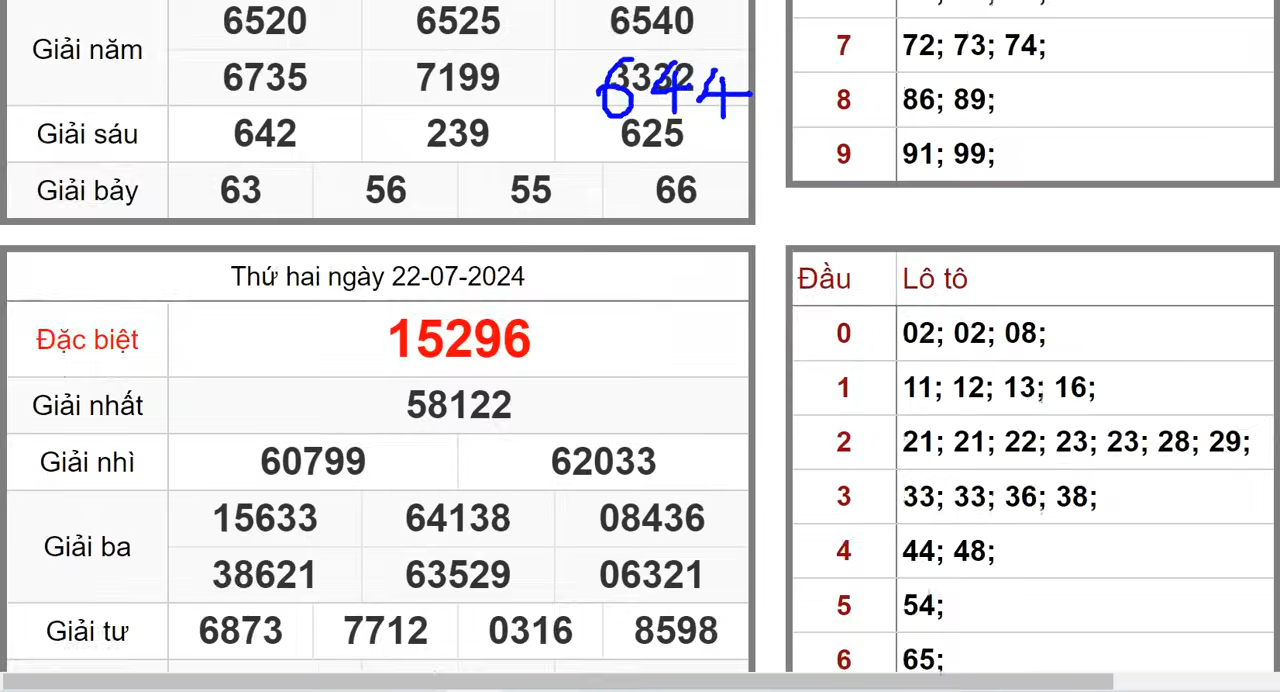 6520 6525 6540
Giải năm
6735 7199 3332
644
Giải sáu 642 239 625
Giải bảy 63 56 55 66
7 72; 73; 74;
8 86; 89;
9 91; 99;
Thứ hai ngày 22-07-2024
Đặc biệt 15296
Giải nhất 58122
Giải nhì 60799 62033
15633 64138 08436
Giải ba
38621 63529 06321
Giải tư 6873 7712 0316 8598
Đầu Lô tô
0 02; 02; 08;
1 11; 12; 13; 16;
2 21; 21; 22; 23; 23; 28; 29;
3 33; 33; 36; 38;
4 44; 48;
5 54;
6 65;